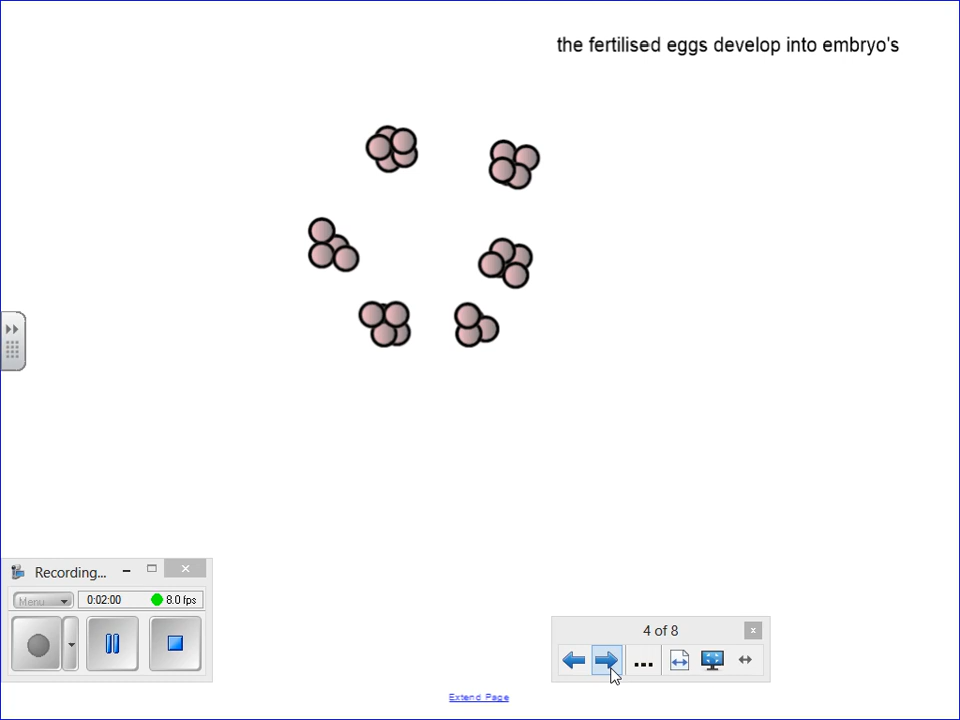 the fertilised eggs develop into embryo's
Recording...
Menu
0:02:00
8.0 fps
4 of 8
Extend Page